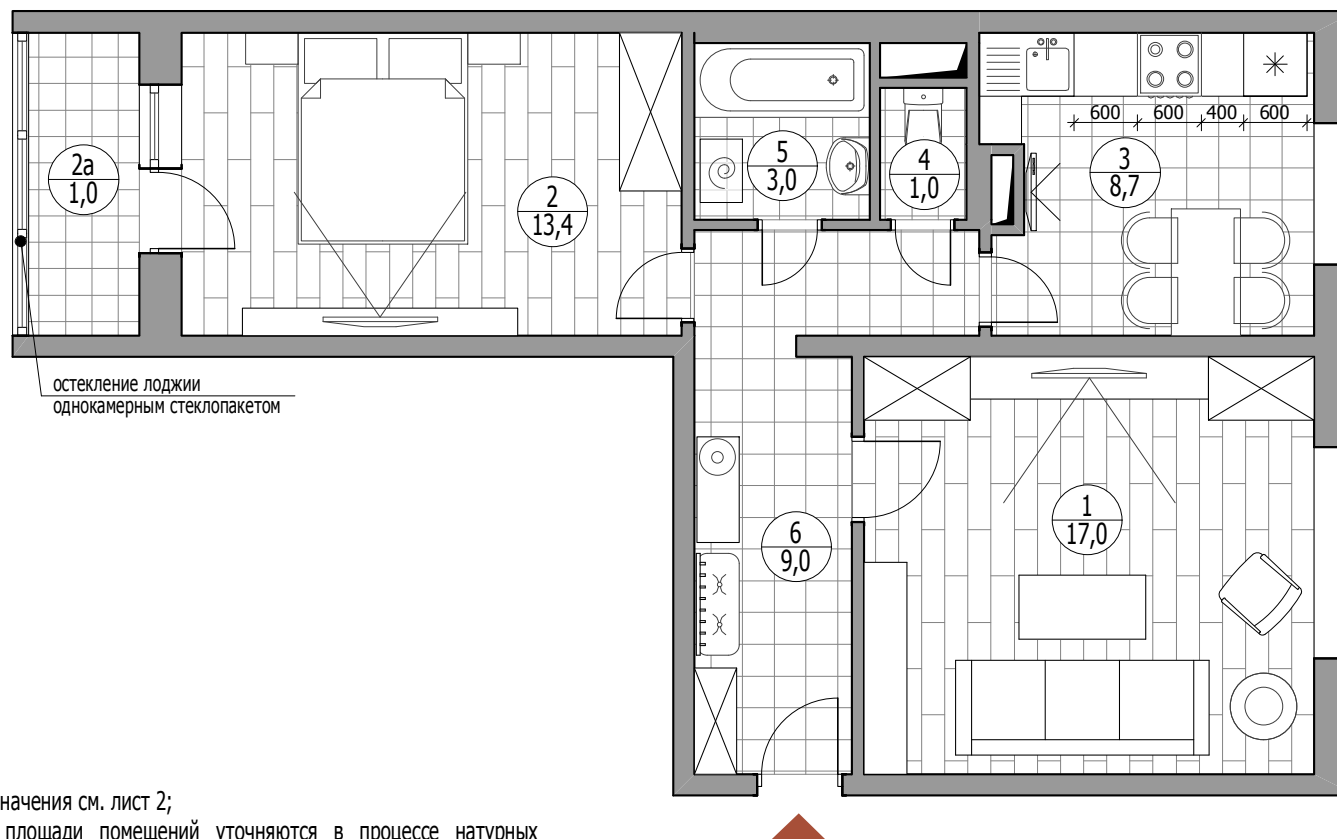 600 600 400 600
2а
1,0
2
13,4
5
3,0
4
1,0
3
8,7
остекление лоджии
однокамерным стеклопакетом
1
17,0
6
9,0
начения см. лист 2;
площади помещений уточняются в процессе натурных